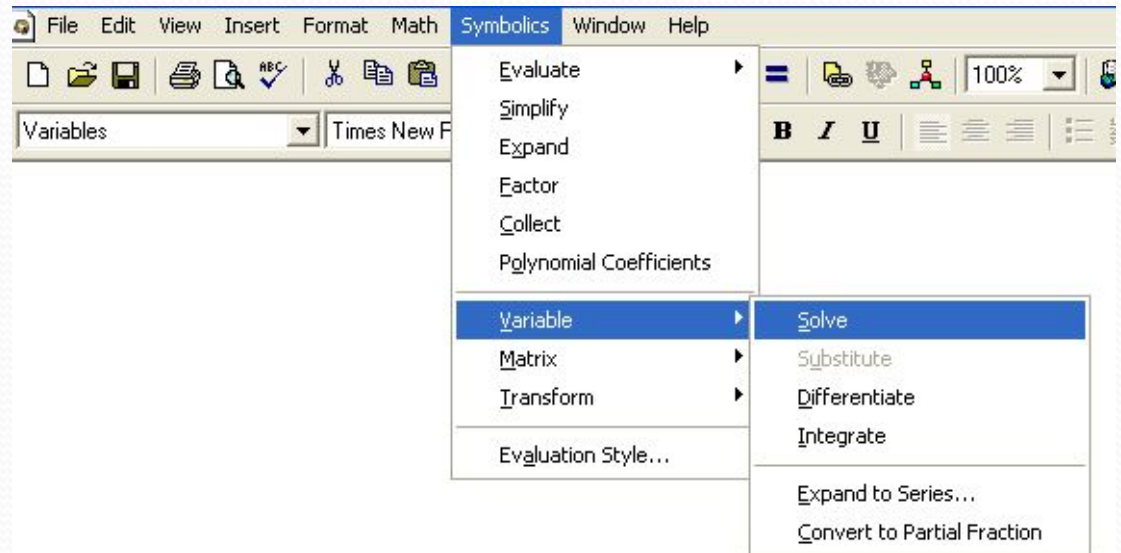 File Edit View Insert Format Math Symbolics Window Help
ABC 100%
Variables Times New B I U
Evaluate
Simplify
Expand
Factor
Collect
Polynomial Coefficients
Variable
Matrix
Transform
Evaluation Style...
Solve
Substitute
Differentiate
Integrate
Expand to Series...
Convert to Partial Fraction